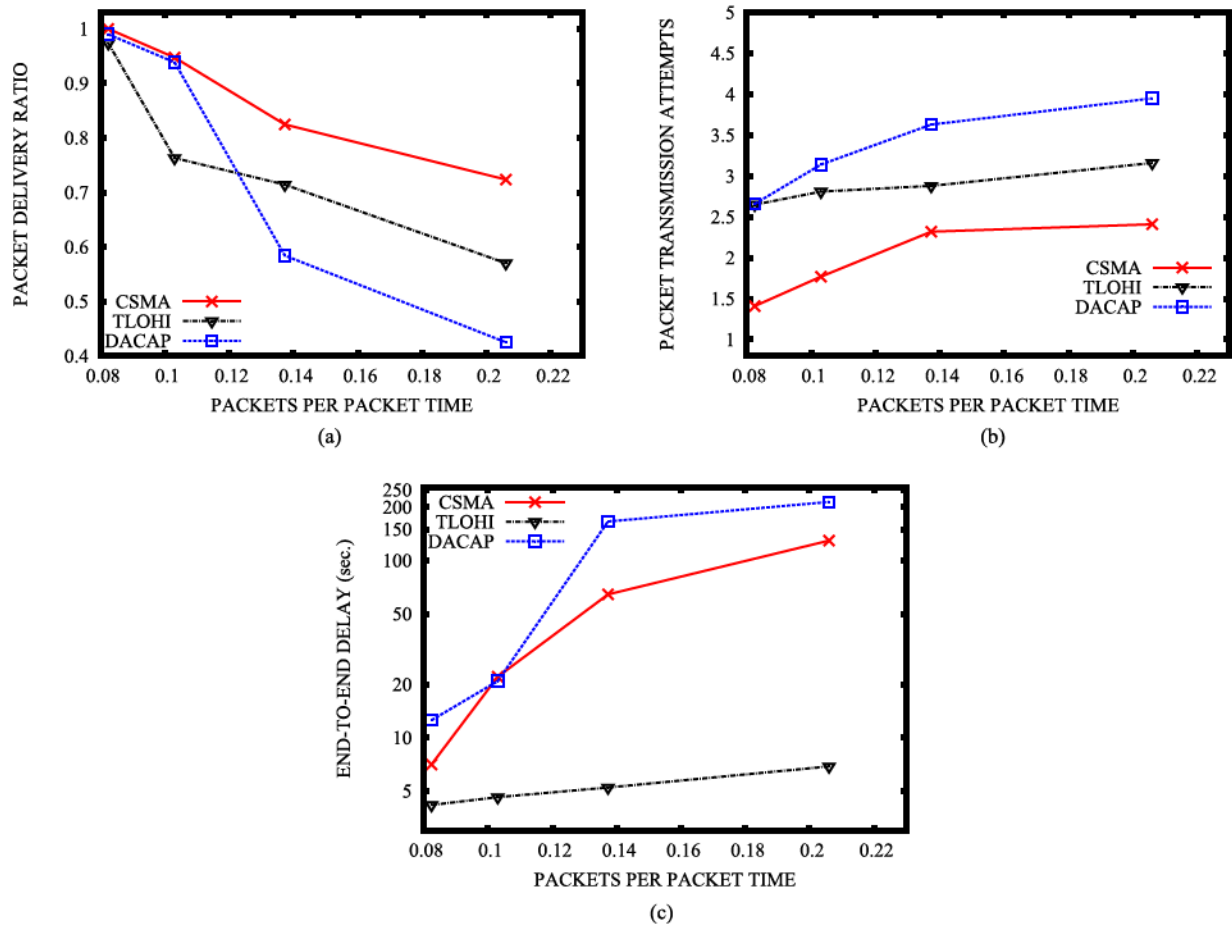 PACKET DELIVERY RATIO
1
0.9
0.8
0.7
0.6
0.5
0.4
CSMA
TLOHI
DACAP
0.08 0.1 0.12 0.14 0.16 0.18 0.2 0.22
PACKETS PER PACKET TIME
(a)
PACKET TRANSMISSION ATTEMPTS
5
4.5
4
3.5
3
2.5
2
1.5
1
CSMA
TLOHI
DACAP
0.08 0.1 0.12 0.14 0.16 0.18 0.2 0.22
PACKETS PER PACKET TIME
(b)
END-TO-END DELAY (sec.)
250
200
150
100
50
20
10
5
CSMA
TLOHI
DACAP
0.08 0.1 0.12 0.14 0.16 0.18 0.2 0.22
PACKETS PER PACKET TIME
(c)